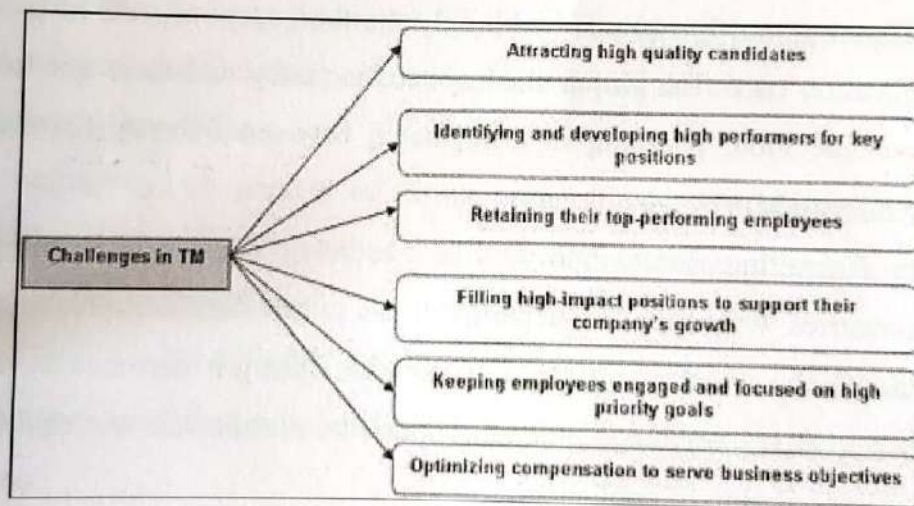 Attracting high quality candidates
Identifying and developing high performers for key
positions
Retaining their top-performing employees
Challenges in TM
Filling high-impact positions to support their
company's growth
Keeping employees engaged and focused on high
priority goals
Optimizing compensation to serve business objectives